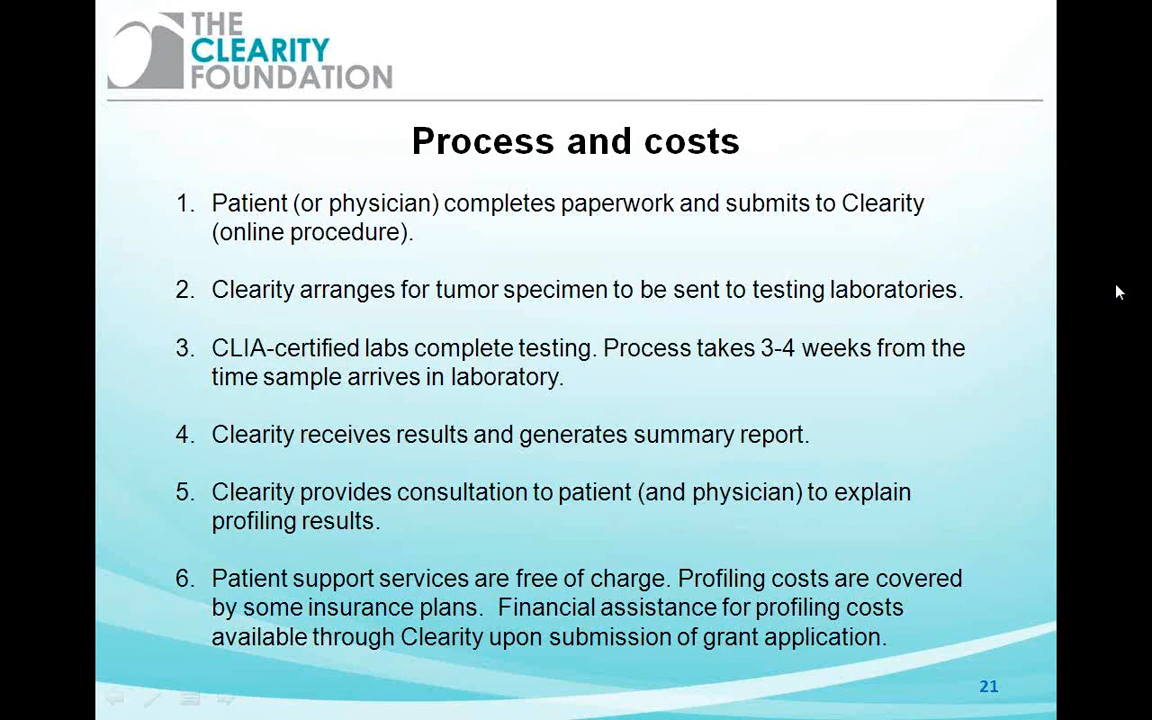 THE
CLEARITY
FOUNDATION
Process and costs
1. Patient (or physician) completes paperwork and submits to Clearity
(online procedure).
2. Clearity arranges for tumor specimen to be sent to testing laboratories.
3. CLIA-certified labs complete testing. Process takes 3-4 weeks from the
time sample arrives in laboratory.
4. Clearity receives results and generates summary report.
5. Clearity provides consultation to patient (and physician) to explain
profiling results.
6. Patient support services are free of charge. Profiling costs are covered
by some insurance plans.  Financial assistance for profiling costs
available through Clearity upon submission of grant application.
21